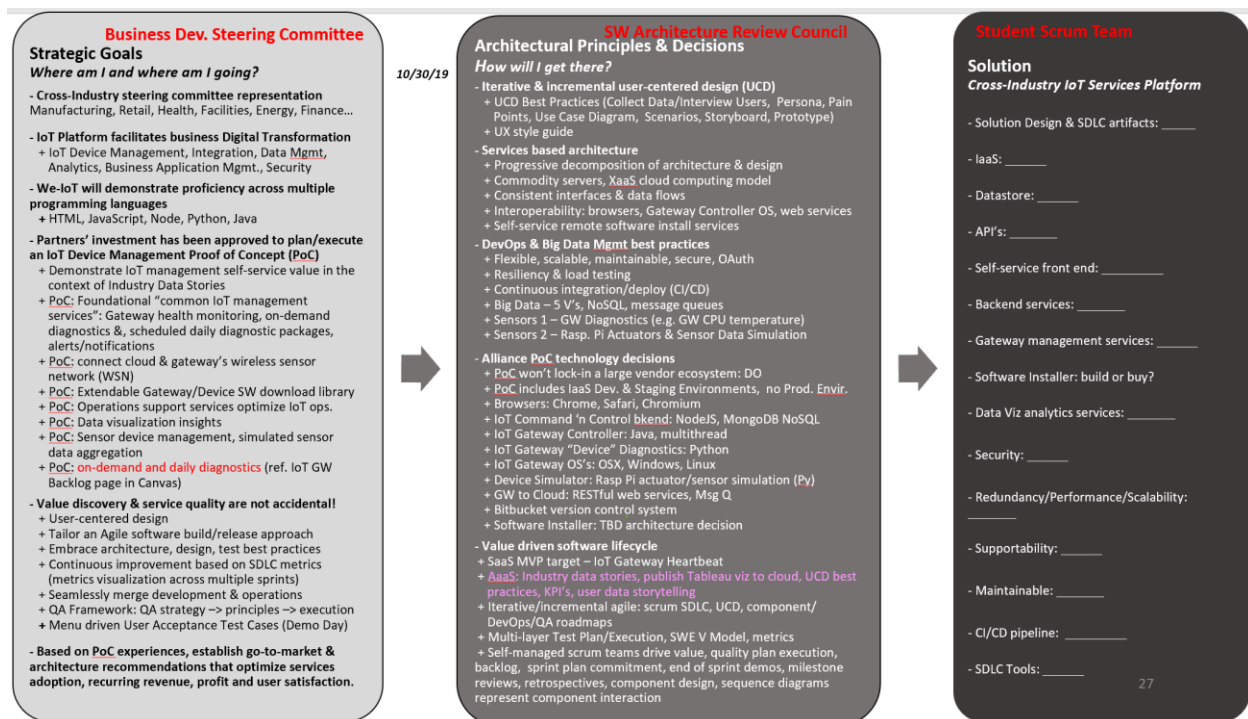 Business Dev. Steering Committee
Strategic Goals
Where am I and where am I going?
- Cross-Industry steering committee representation
Manufacturing, Retail, Health, Facilities, Energy, Finance...
- IoT Platform facilitates business Digital Transformation
+ IoT Device Management, Integration, Data Mgmt,
Analytics, Business Application Mgmt., Security
- We-IoT will demonstrate proficiency across multiple
programming languages
+ HTML, JavaScript, Node, Python, Java
- Partners' investment has been approved to plan/execute
an IoT Device Management Proof of Concept (PoC)
+ Demonstrate IoT management self-service value in the
context of Industry Data Stories
+ PoC: Foundational "common IoT management
services": Gateway health monitoring, on-demand
diagnostics &, scheduled daily diagnostic packages,
alerts/notifications
+ PoC: connect cloud & gateway's wireless sensor
network (WSN)
+ PoC: Extendable Gateway/Device SW download library
+ PoC: Operations support services optimize IoT ops.
+ PoC: Data visualization insights
+ PoC: Sensor device management, simulated sensor
data aggregation
+ PoC: on-demand and daily diagnostics (ref. IoT GW
Backlog page in Canvas)
- Value discovery & service quality are not accidental!
+ User-centered design
+ Tailor an Agile software build/release approach
+ Embrace architecture, design, test best practices
+ Continuous improvement based on SDLC metrics
(metrics visualization across multiple sprints)
+ Seamlessly merge development & operations
+ QA Framework: QA strategy –> principles –> execution
+ Menu driven User Acceptance Test Cases (Demo Day)
- Based on PoC experiences, establish go-to-market &
architecture recommendations that optimize services
adoption, recurring revenue, profit and user satisfaction.
10/30/19
SW Architecture Review Council
Architectural Principles & Decisions
How will I get there?
- Iterative & incremental user-centered design (UCD)
+ UCD Best Practices (Collect Data/Interview Users, Persona, Pain
Points, Use Case Diagram, Scenarios, Storyboard, Prototype)
+ UX style guide
- Services based architecture
+ Progressive decomposition of architecture & design
+ Commodity servers, XaaS cloud computing model
+ Consistent interfaces & data flows
+ Interoperability: browsers, Gateway Controller OS, web services
+ Self-service remote software install services
- DevOps & Big Data Mgmt best practices
+ Flexible, scalable, maintainable, secure, OAuth
+ Resiliency & load testing
+ Continuous integration/deploy (CI/CD)
+ Big Data – 5 V's, NoSQL, message queues
+ Sensors 1 – GW Diagnostics (e.g. GW CPU temperature)
+ Sensors 2 – Rasp. Pi Actuators & Sensor Data Simulation
- Alliance PoC technology decisions
+ PoC won't lock-in a large vendor ecosystem: DO
+ PoC includes IaaS Dev. & Staging Environments, no Prod. Envir.
+ Browsers: Chrome, Safari, Chromium
+ IoT Command 'n Control bkend: NodeJS, MongoDB NoSQL
+ IoT Gateway Controller: Java, multithread
+ IoT Gateway "Device" Diagnostics: Python
+ IoT Gateway OS's: OSX, Windows, Linux
+ Device Simulator: Rasp Pi actuator/sensor simulation (Py)
+ GW to Cloud: RESTful web services, Msg Q
+ Bitbucket version control system
+ Software Installer: TBD architecture decision
- Value driven software lifecycle
+ SaaS MVP target – IoT Gateway Heartbeat
+ AaaS: Industry data stories, publish Tableau viz to cloud, UCD best
practices, KPI's, user data storytelling
+ Iterative/incremental agile: scrum SDLC, UCD, component/
DevOps/QA roadmaps
+ Multi-layer Test Plan/Execution, SWE V Model, metrics
+ Self-managed scrum teams drive value, quality plan execution,
backlog, sprint plan commitment, end of sprint demos, milestone
reviews, retrospectives, component design, sequence diagrams
represent component interaction
Student Scrum Team
Solution
Cross-Industry IoT Services Platform
- Solution Design & SDLC artifacts: _____
- IaaS: ______
- Datastore: ______
- API's: _______
- Self-service front end: _________
- Backend services: _______
- Gateway management services: ______
- Software Installer: build or buy?
- Data Viz analytics services: _______
- Security: ______
- Redundancy/Performance/Scalability:
_______
- Supportability: ______
- Maintainable: ______
- CI/CD pipeline: _________
- SDLC Tools: ______
27